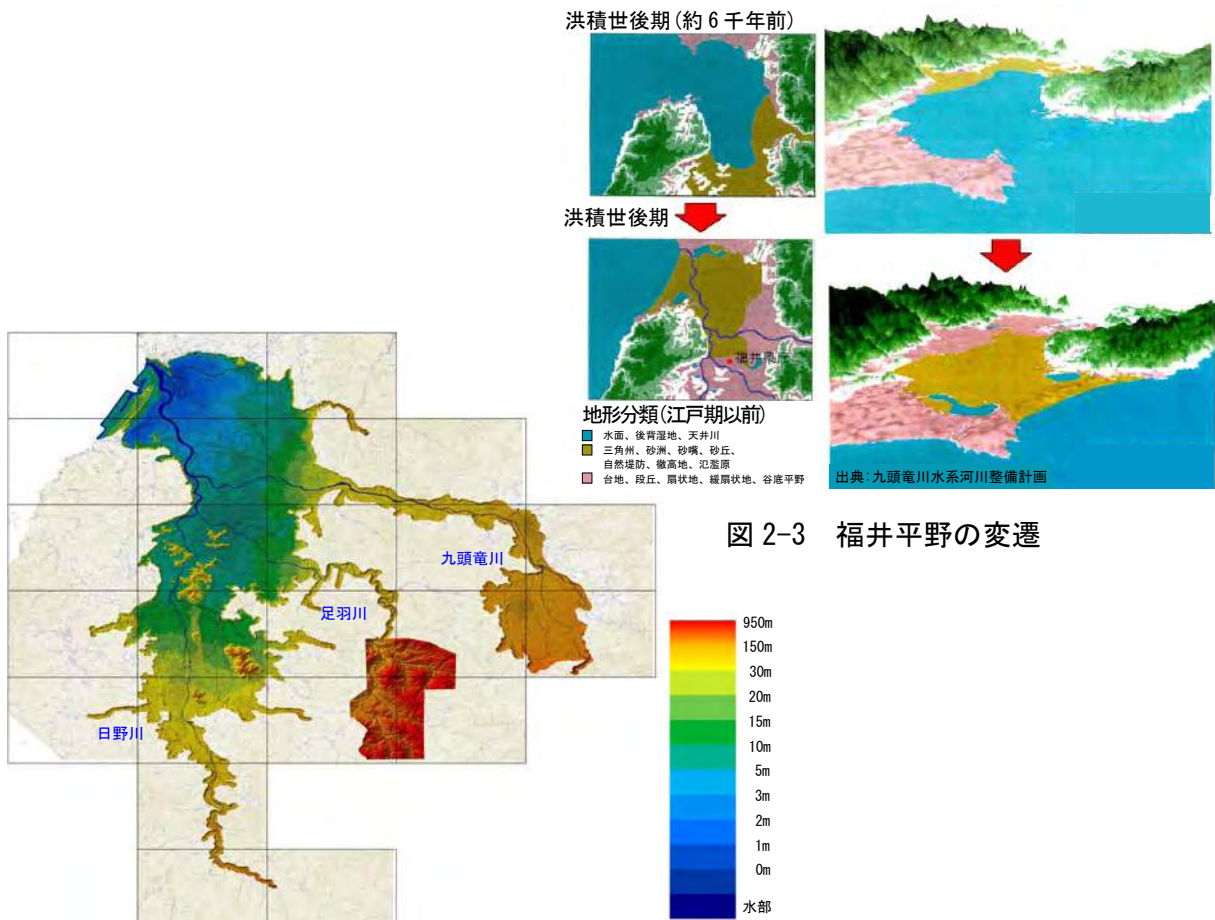 洪積世後期(約6千年前)
洪積世後期
福井県庁
地形分類(江戸期以前)
水面、後背湿地、天井川
三角州、砂洲、砂嘴、砂丘、
自然堤防、徹高地、氾濫原
台地、段丘、扇状地、緩扇状地、谷底平野
出典:九頭竜川水系河川整備計画
図 2-3 福井平野の変遷
九頭竜川
足羽川
日野川
950m
150m
30m
20m
15m
10m
5m
3m
2m
1m
0m
水部